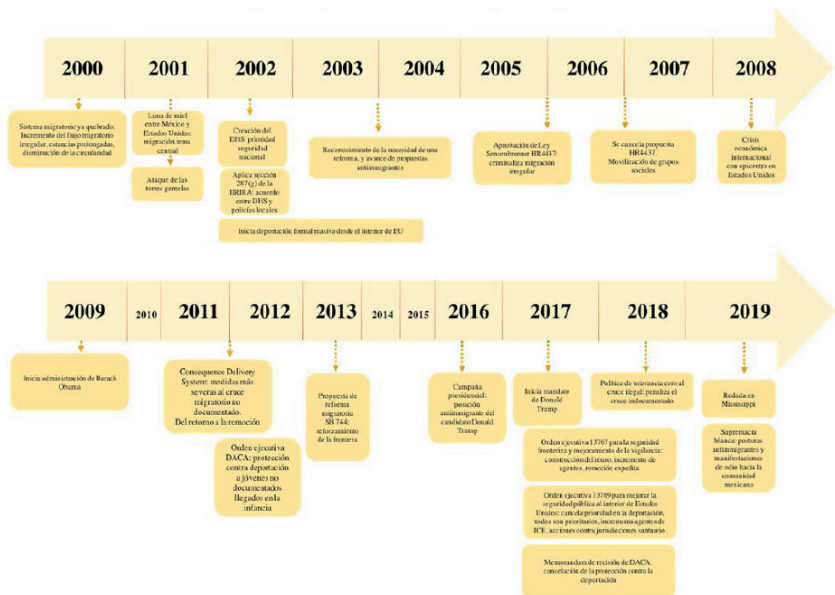 2000 2001 2002 2003 2004 2005 2006 2007 2008
Sistema migratorio ya quebrado:
Incremento del flujo migratorio
irregular, estancias prolongadas,
disminución de la circularidad
Luna de miel
entre México y
Estados Unidos:
migración tema
central
Ataque de las
torres gemelas
Creación del
DHS: prioridad
seguridad
nacional
Aplica sección
287(g) de la
IIRIRA: acuerdo
entre DHS y
policías locales
Inicia deportación formal masiva desde el interior de EU
Reconocimiento de la necesidad de una
reforma, y avance de propuestas
antiinmigrantes
Aprobación de Ley
Sensenbrenner HR4437:
criminaliza migración
irregular
Se cancela propuesta
HR4437.
Movilización de grupos
sociales
Crisis
económica
internacional
con epicentro en
Estados Unidos
2009 2010 2011 2012 2013 2014 2015 2016 2017 2018 2019
Inicia administración de Barack
Obama
Consequence Delivery
System: medidas más
severas al cruce
migratorio no
documentado.
Del retorno a la remoción
Orden ejecutiva
DACA: protección
contra deportación
a jóvenes no
documentados
llegados en la
infancia
Propuesta de
reforma
migratoria
SB 744:
reforzamiento de
la frontera
Campaña
presidencial:
posición
antiinmigrante del
candidato Donald
Trump
Inicia mandato
de Donald
Trump
Política de tolerancia cero al
cruce ilegal: penaliza el
cruce indocumentado
Orden ejecutiva 13767 para la seguridad
fronteriza y mejoramiento de la vigilancia:
construcción del muro, incremento de
agentes, remoción expedita.
Orden ejecutiva 13769 para mejorar la
seguridad pública al interior de Estados
Unidos: cancela prioridad en la deportación,
todos son prioritarios, incrementa agentes de
ICE, acciones contra jurisdicciones santuario.
Memorandum de recisión de DACA:
cancelación de la protección contra la
deportación
Redada en
Mississippi
Supremacía
blanca: posturas
antiinmigrantes y
manifestaciones
de odio hacia la
comunidad
mexicana